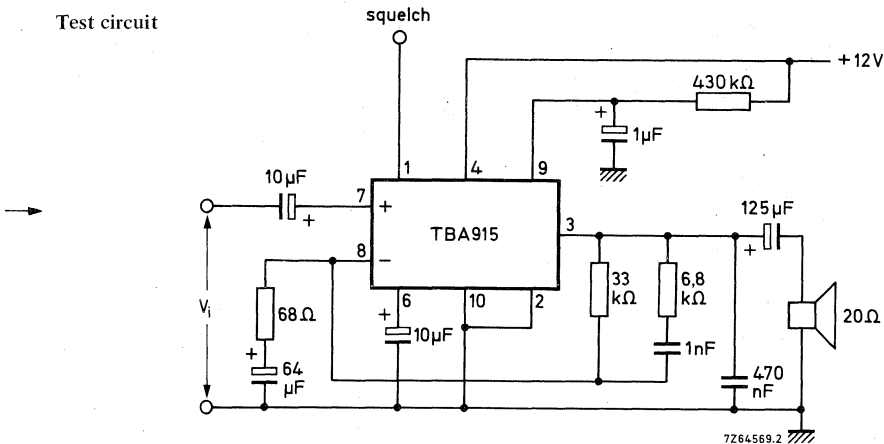 Test circuit
squelch
+12V
430kΩ
+
1μF
10μF
+
1
4
9
7
+
TBA915
3
8
−
6
10
2
125μF
+
33
kΩ
6,8
kΩ
20Ω
Vi
68Ω
+
64
μF
+
10μF
1nF
470
nF
7Z64569.2